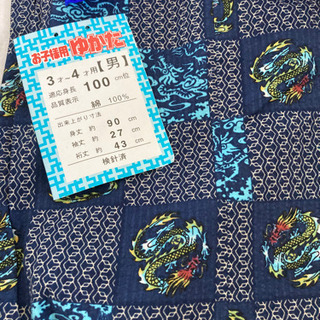 お子様用ゆかた
3才～4才用【男】
適応身長 100 cm位
品質表示 綿 100%
出来上がり寸法
身丈 約 90 cm
袖丈 約 27 cm
裄丈 約 43 cm
検針済